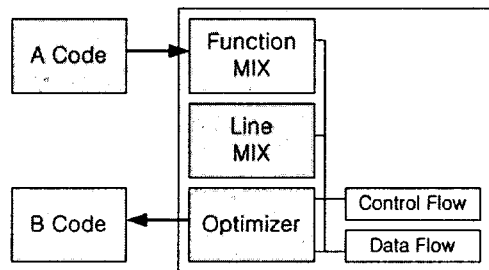 A Code
Function
MIX
Line
MIX
B Code
Optimizer
Control Flow
Data Flow